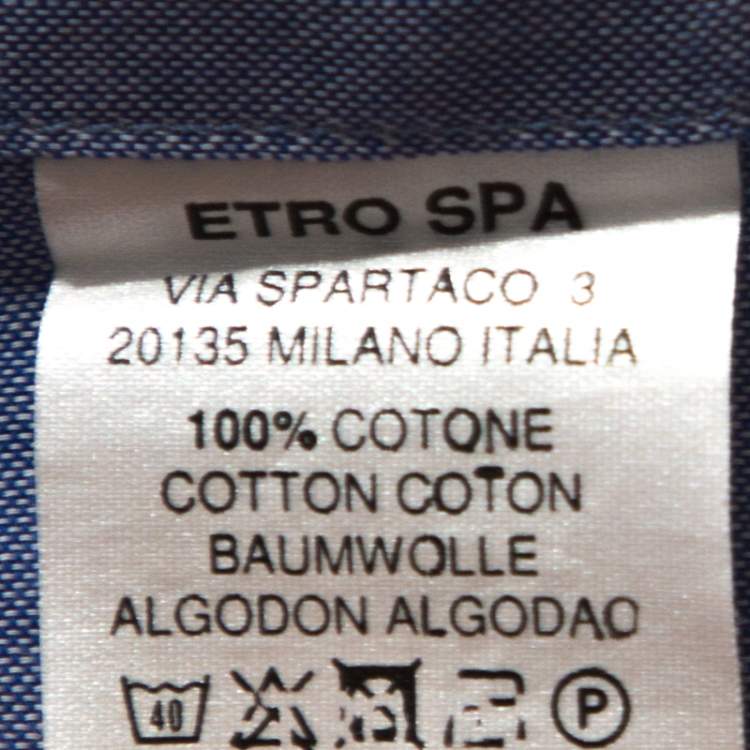 ETRO SPA
VIA SPARTACO 3
20135 MILANO ITALIA
100% COTONE
COTTON COTON
BAUMWOLLE
ALGODON ALGODAO
40 P